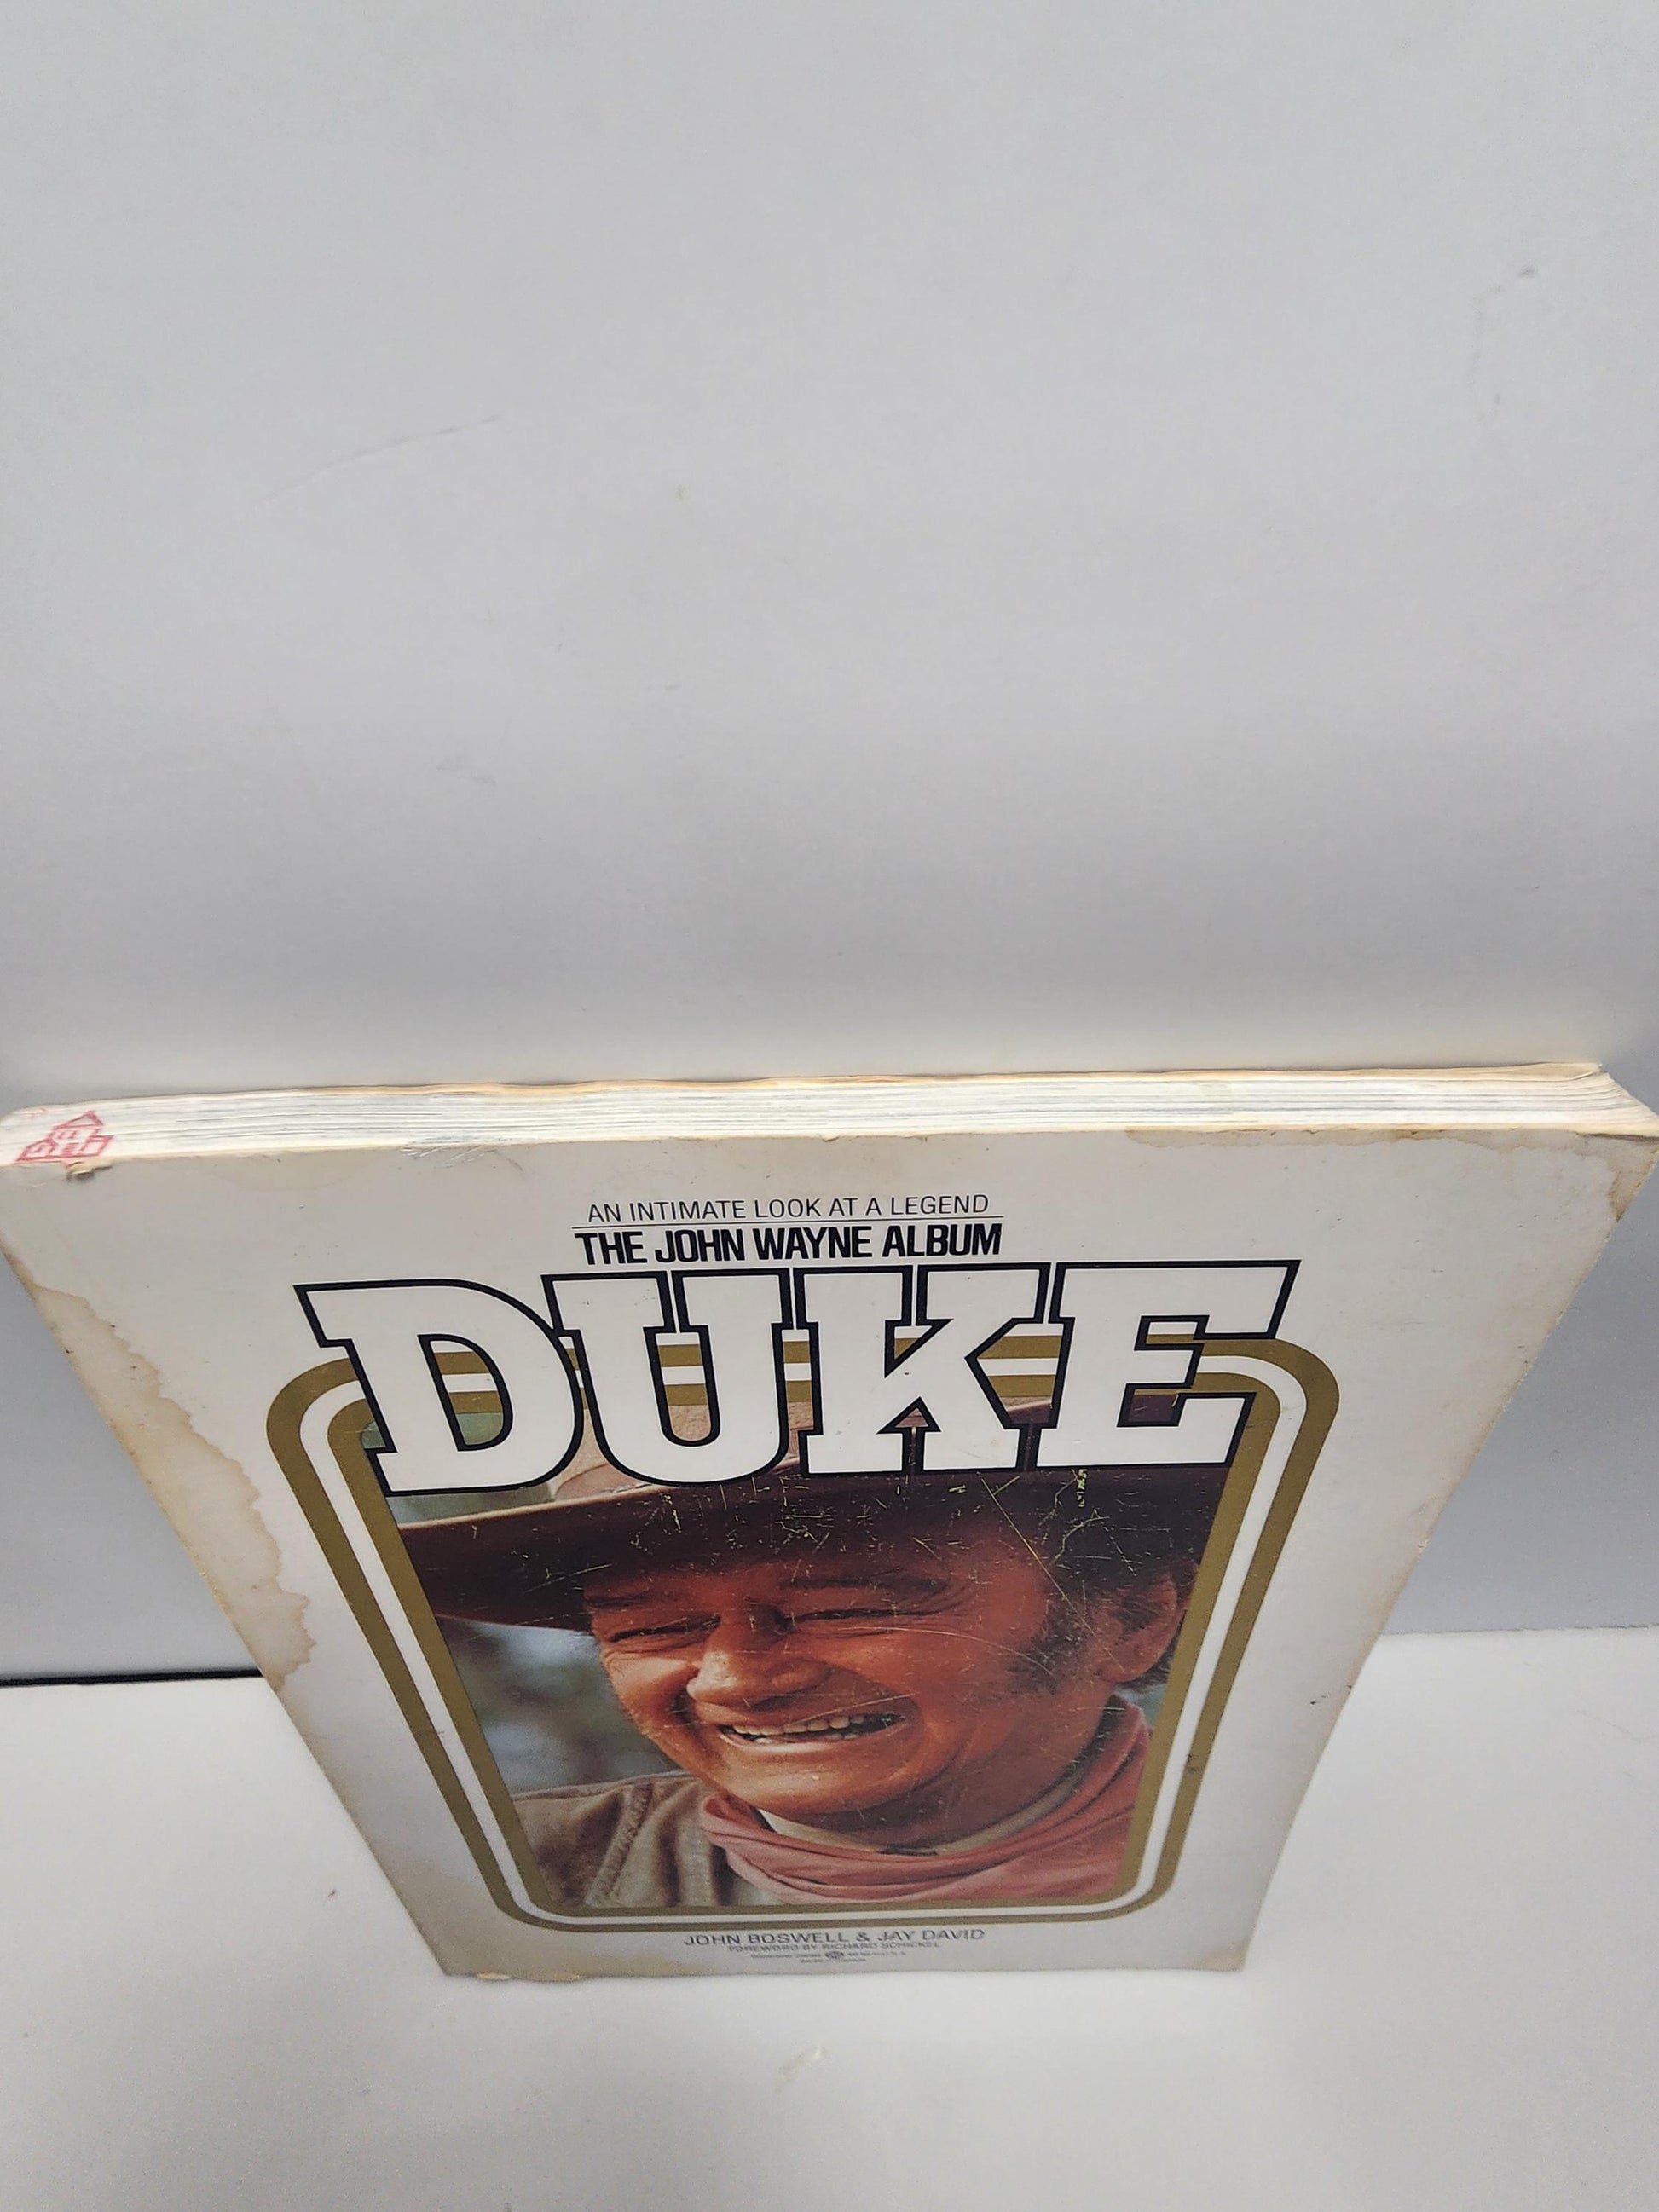 AN INTIMATE LOOK AT A LEGEND
THE JOHN WAYNE ALBUM
DUKE
JOHN BOSWELL & JAY DAVID
FOREWORD BY RICHARD SCHICKEL